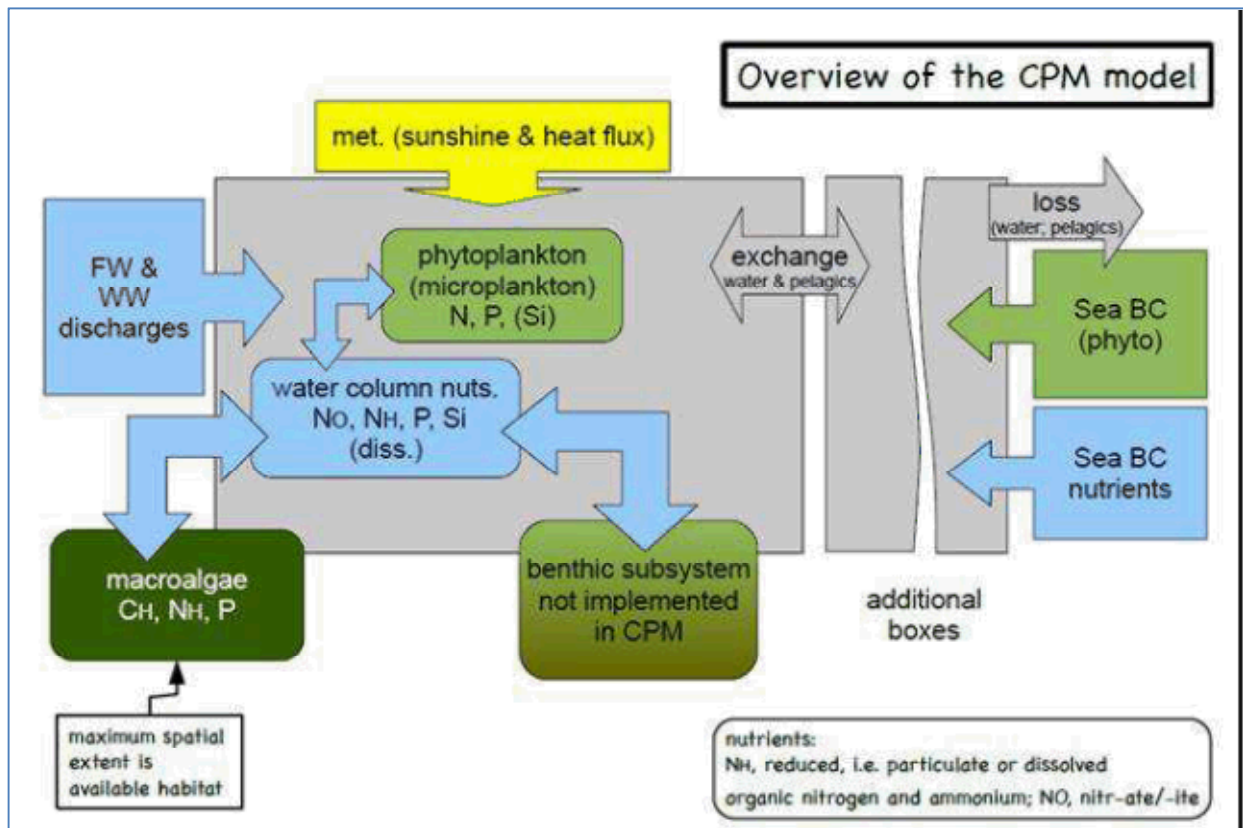 Overview of the CPM model
met. (sunshine & heat flux)
FW &
WW
discharges
phytoplankton
(microplankton)
N, P, (Si)
exchange
water & pelagics
loss
(water; pelagics)
Sea BC
(phyto)
water column nuts.
NO, NH, P, Si
(diss.)
Sea BC
nutrients
macroalgae
CH, NH, P
benthic subsystem
not implemented
in CPM
additional
boxes
maximum spatial
extent is
available habitat
nutrients:
NH, reduced, i.e. particulate or dissolved
organic nitrogen and ammonium; NO, nitr-ate/-ite